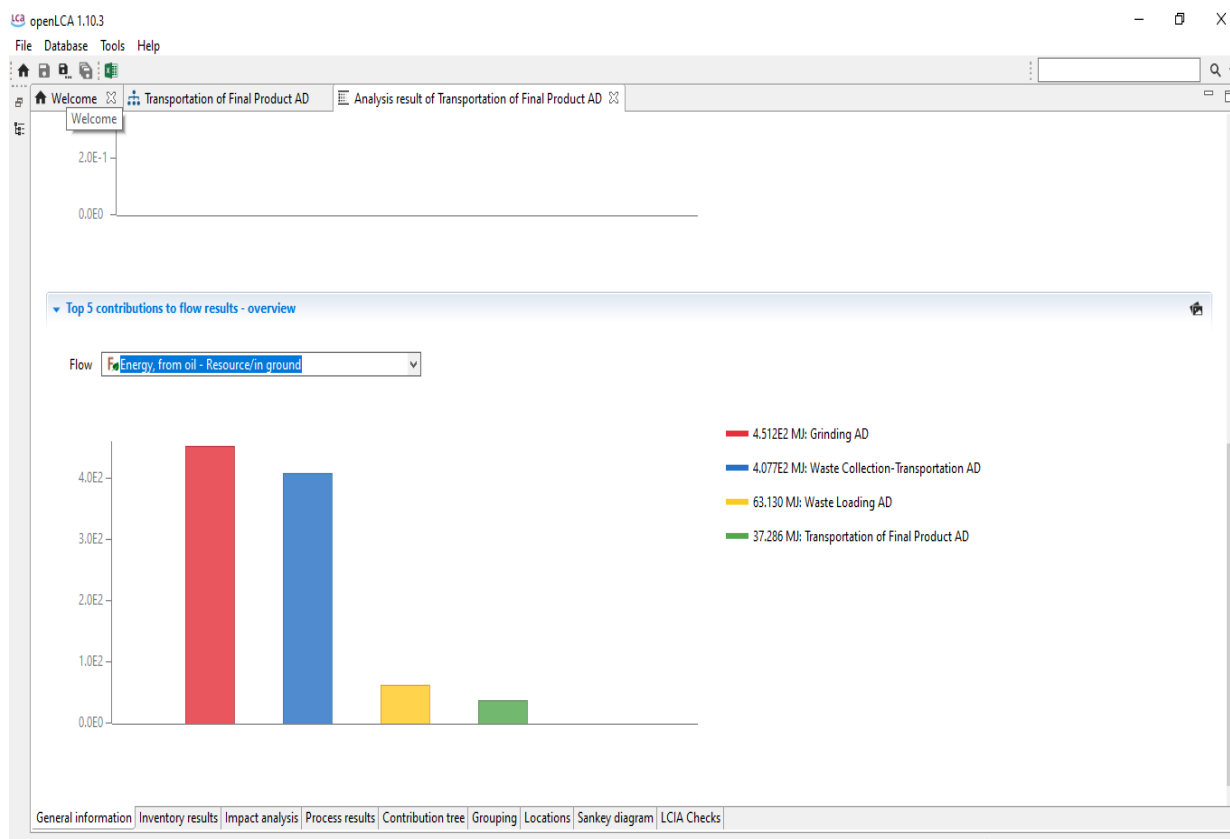 LCA openLCA 1.10.3
File Database Tools Help
Welcome Transportation of Final Product AD Analysis result of Transportation of Final Product AD
Welcome
2.0E-1
0.0E0
Top 5 contributions to flow results - overview
Flow Energy, from oil - Resource/in ground
4.512E2 MJ: Grinding AD
4.077E2 MJ: Waste Collection-Transportation AD
63.130 MJ: Waste Loading AD
37.286 MJ: Transportation of Final Product AD
4.0E2
3.0E2
2.0E2
1.0E2
0.0E0
General information Inventory results Impact analysis Process results Contribution tree Grouping Locations Sankey diagram LCIA Checks